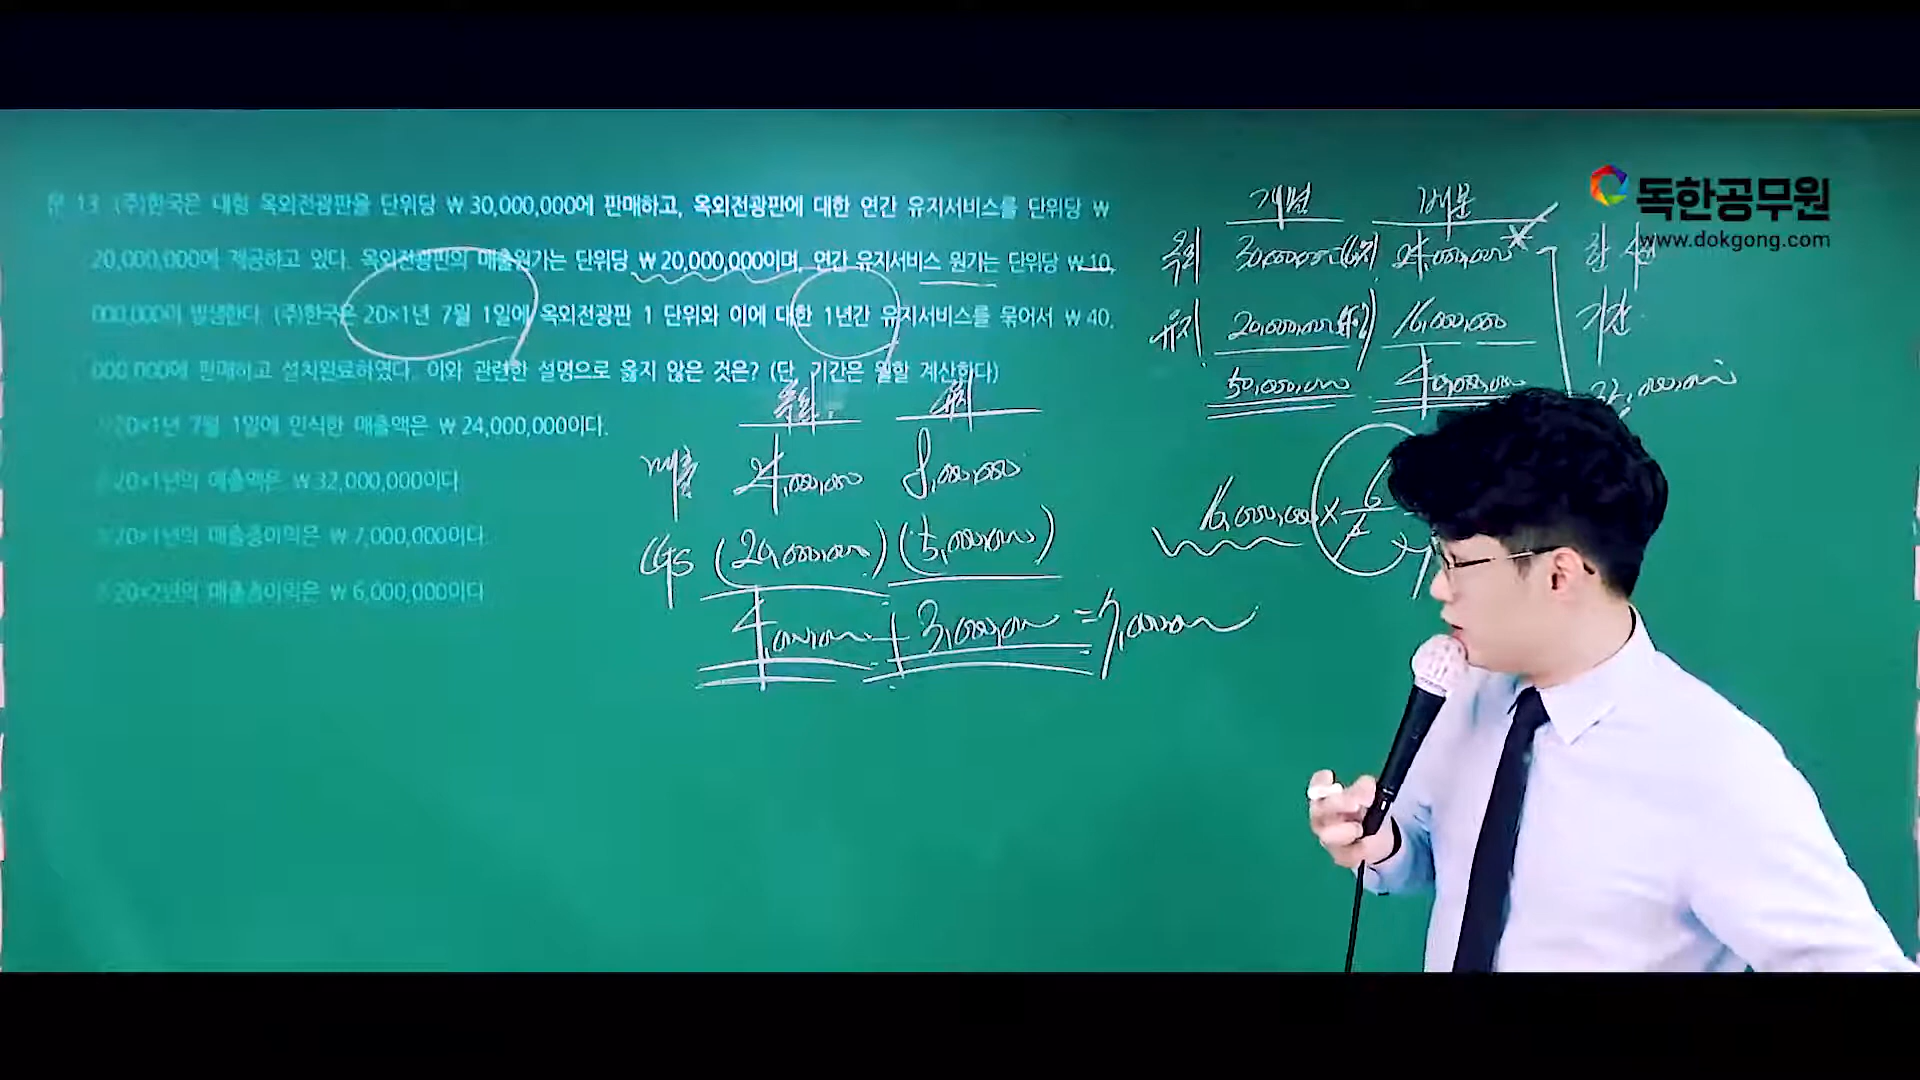 문 13. (주)한국은 대형 옥외전광판을 단위당 ₩30,000,000에 판매하고, 옥외전광판에 대한 연간 유지서비스를 단위당 ₩
20,000,000에 제공하고 있다. 옥외전광판의 매출원가는 단위당 ₩20,000,000이며, 연간 유지서비스 원가는 단위당 ₩10,
000,000이 발생한다. (주)한국은 20×1년 7월 1일에 옥외전광판 1 단위와 이에 대한 1년간 유지서비스를 묶어서 ₩40,
000,000에 판매하고 설치완료하였다. 이와 관련한 설명으로 옳지 않은 것은? (단, 기간은 월할 계산한다)
20×1년 7월 1일에 인식한 매출액은 ₩24,000,000이다.
20×1년의 매출액은 ₩32,000,000이다
20×1년의 매출총이익은 ₩7,000,000이다.
20×2년의 매출총이익은 ₩6,000,000이다
개별 배분
옥외 30,000,000 24,000,000
유지 20,000,000 16,000,000 기간
50,000,000 40,000,000
옥외 유지
매출 24,000,000 8,000,000
(20,000,000) (5,000,000)
4,000,000 + 3,000,000 = 7,000,000
16,000,000 × 6
독한공무원
www.dokgong.com